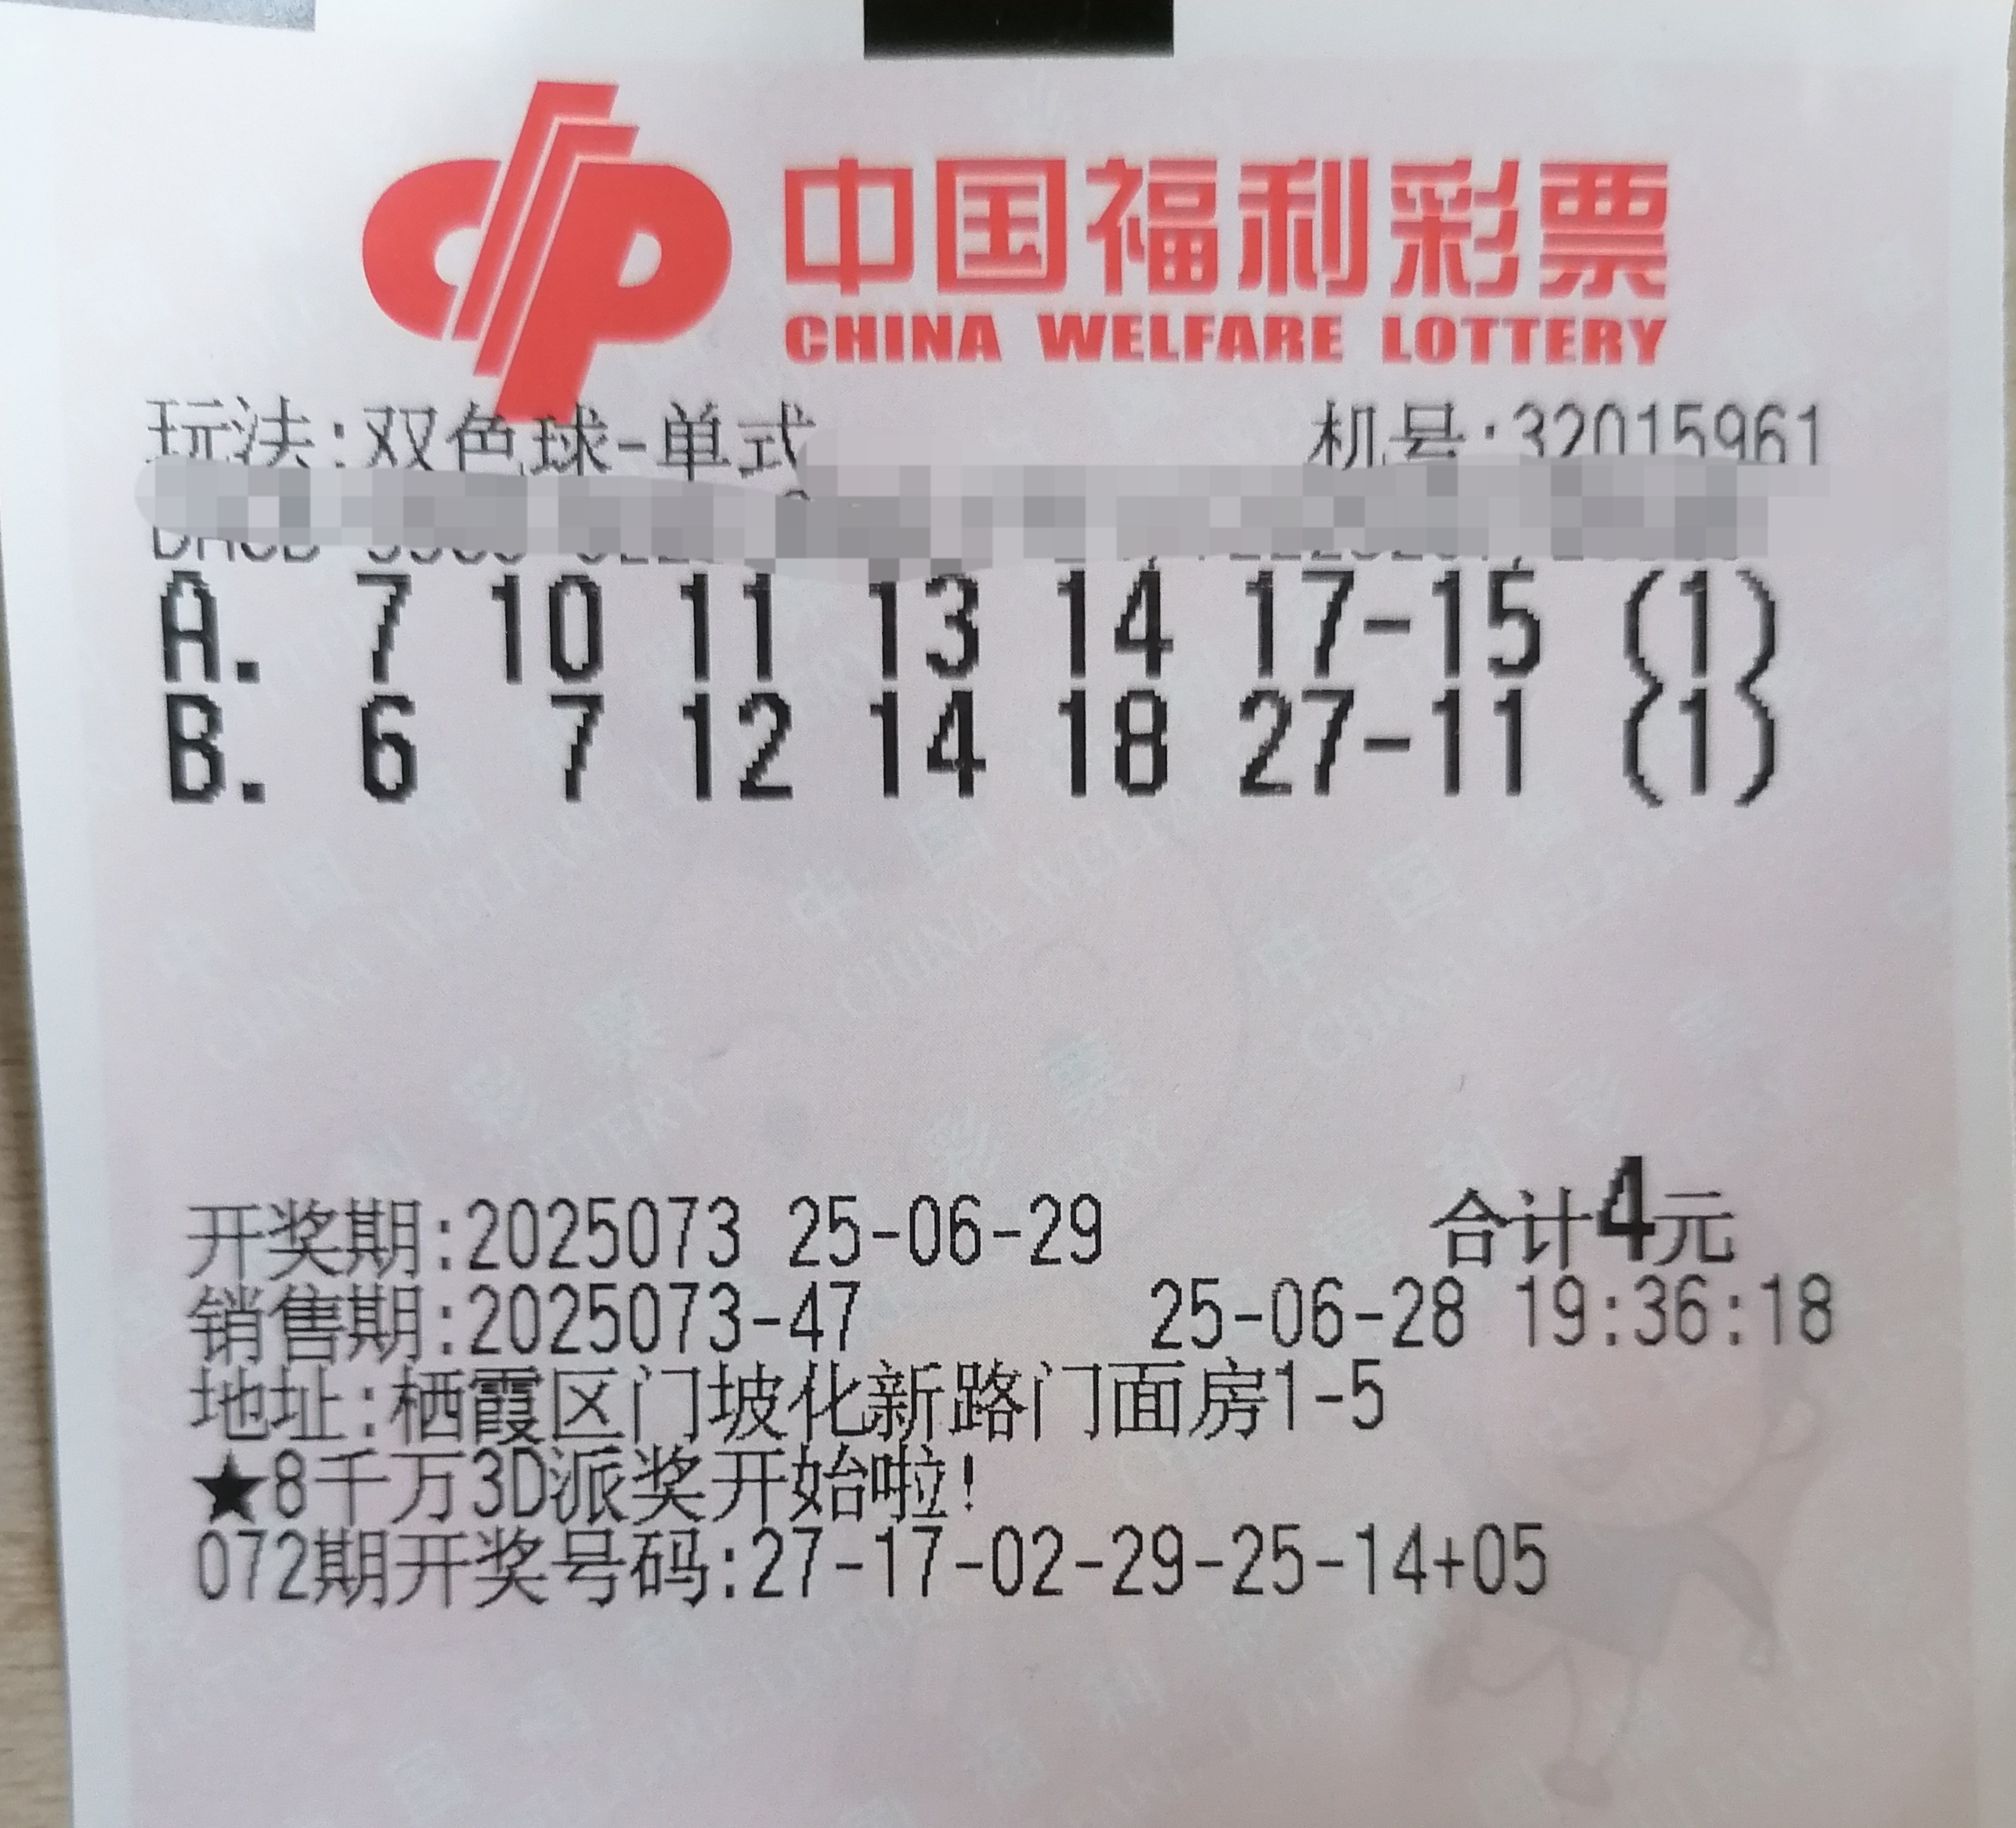 中国福利彩票
CHINA WELFARE LOTTERY
玩法:双色球-单式 机号:32015961
A. 7 10 11 13 14 17-15 (1)
B. 6 7 12 14 18 27-11 (1)
开奖期:2025073 25-06-29 合计4元
销售期:2025073-47 25-06-28 19:36:18
地址:栖霞区门坡化新路门面房1-5
★8千万3D派奖开始啦!
072期开奖号码:27-17-02-29-25-14+05